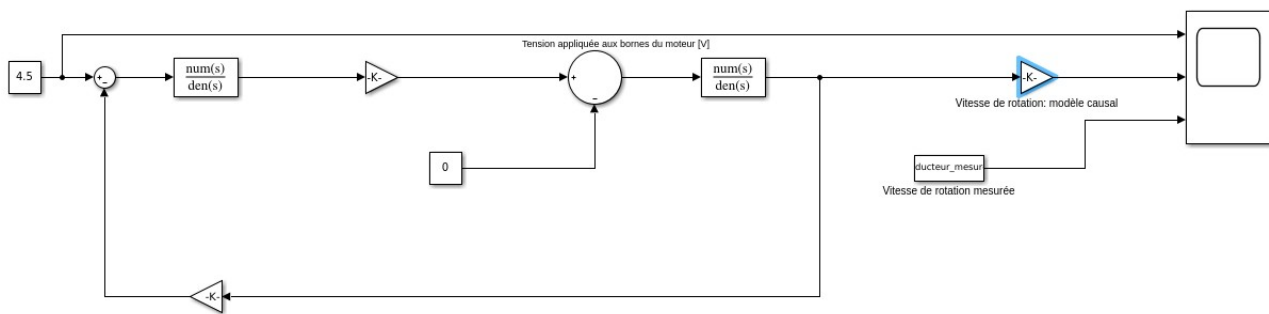 Tension appliquée aux bornes du moteur [V]
4.5
+
-
num(s)
den(s)
-K-
+
-
num(s)
den(s)
-K-
Vitesse de rotation: modèle causal
0
ducteur_mesur
Vitesse de rotation mesurée
-K-